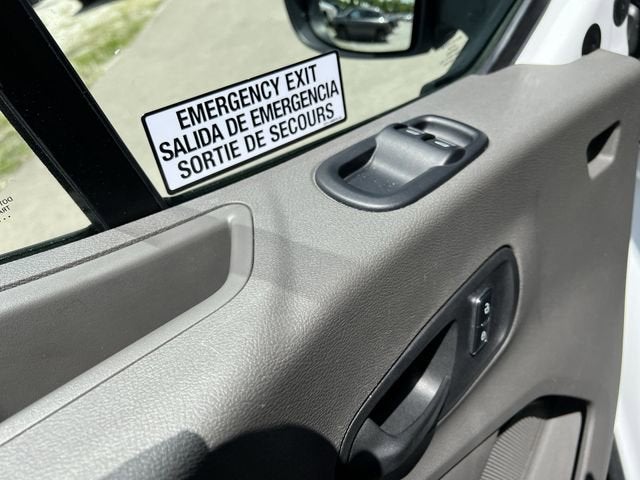 EMERGENCY EXIT
SALIDA DE EMERGENCIA
SORTIE DE SECOURS